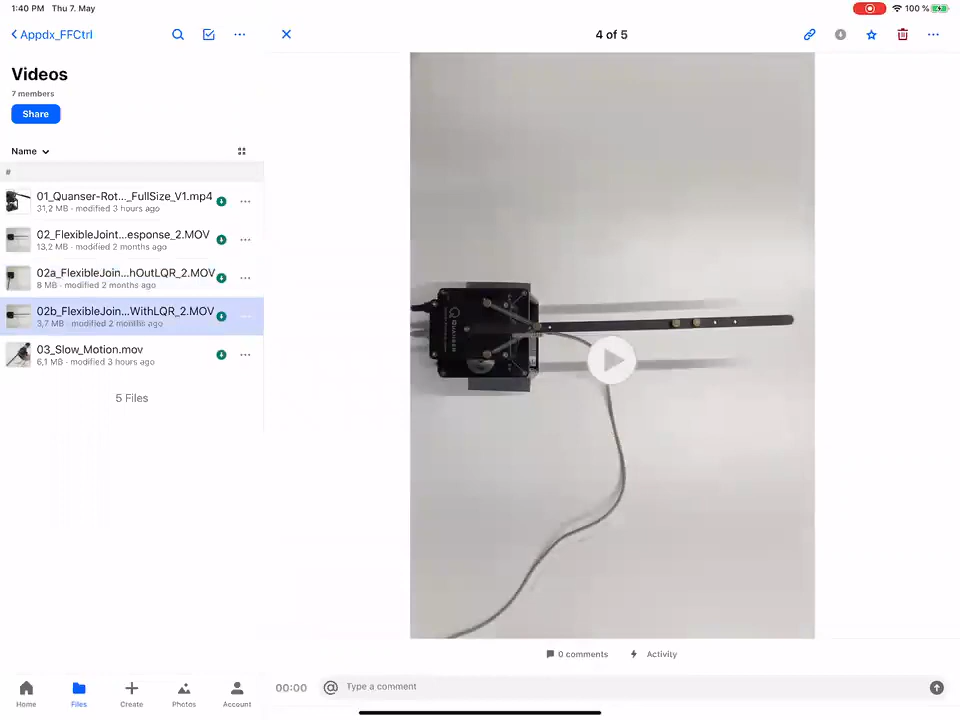 1:40 PM Thu 7. May
100 %
Appdx_FFCtrl
4 of 5
Videos
7 members
Share
Name
#
01_Quanser-Rot..._FullSize_V1.mp4
31,2 MB · modified 3 hours ago
02_FlexibleJoint...esponse_2.MOV
13,2 MB · modified 2 months ago
02a_FlexibleJoin...hOutLQR_2.MOV
8 MB · modified 2 months ago
02b_FlexibleJoin...WithLQR_2.MOV
3,7 MB · modified 2 months ago
03_Slow_Motion.mov
6,1 MB · modified 3 hours ago
5 Files
QUANSER
0 comments
Activity
00:00
@
Type a comment
Home
Files
Create
Photos
Account